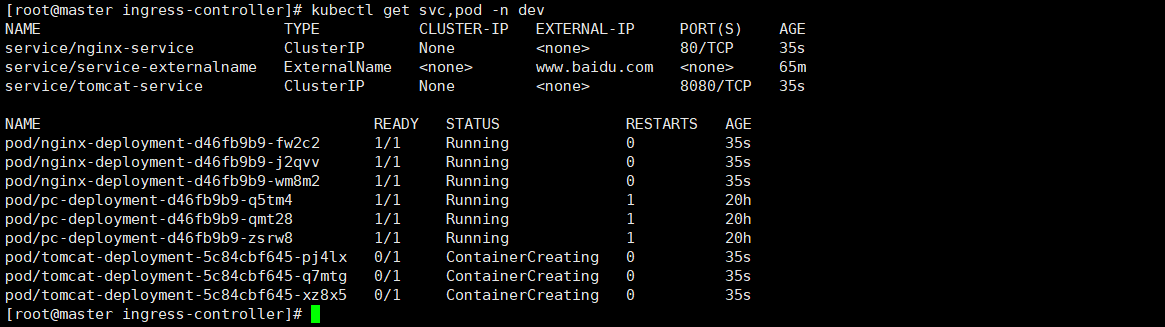 [root@master ingress-controller]# kubectl get svc,pod -n dev
NAME                           TYPE           CLUSTER-IP   EXTERNAL-IP     PORT(S)    AGE
service/nginx-service          ClusterIP      None         <none>          80/TCP     35s
service/service-externalname   ExternalName   <none>       www.baidu.com   <none>     65m
service/tomcat-service         ClusterIP      None         <none>          8080/TCP   35s

NAME                                     READY   STATUS              RESTARTS   AGE
pod/nginx-deployment-d46fb9b9-fw2c2      1/1     Running             0          35s
pod/nginx-deployment-d46fb9b9-j2qvv      1/1     Running             0          35s
pod/nginx-deployment-d46fb9b9-wm8m2      1/1     Running             0          35s
pod/pc-deployment-d46fb9b9-q5tm4         1/1     Running             1          20h
pod/pc-deployment-d46fb9b9-qmt28         1/1     Running             1          20h
pod/pc-deployment-d46fb9b9-zsrw8         1/1     Running             1          20h
pod/tomcat-deployment-5c84cbf645-pj4lx   0/1     ContainerCreating   0          35s
pod/tomcat-deployment-5c84cbf645-q7mtg   0/1     ContainerCreating   0          35s
pod/tomcat-deployment-5c84cbf645-xz8x5   0/1     ContainerCreating   0          35s
[root@master ingress-controller]#